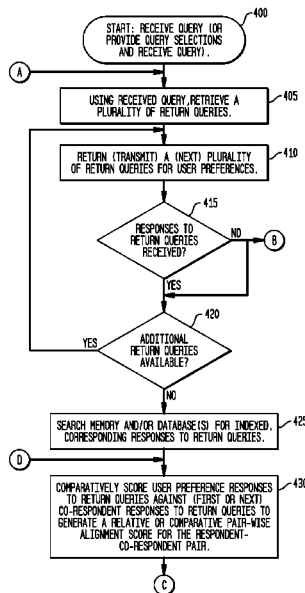 400
START: RECEIVE QUERY (OR
PROVIDE QUERY SELECTIONS
AND RECEIVE QUERY).
A
405
USING RECEIVED QUERY, RETRIEVE A
PLURALITY OF RETURN QUERIES.
410
RETURN (TRANSMIT) A (NEXT) PLURALITY
OF RETURN QUERIES FOR USER PREFERENCES.
415
RESPONSES TO
RETURN QUERIES
RECEIVED?
NO
B
YES
420
YES
ADDITIONAL
RETURN QUERIES
AVAILABLE?
NO
425
SEARCH MEMORY AND/OR DATABASE(S) FOR INDEXED,
CORRESPONDING RESPONSES TO RETURN QUERIES.
D
430
COMPARATIVELY SCORE USER PREFERENCE RESPONSES
TO RETURN QUERIES AGAINST (FIRST OR NEXT)
CO-RESPONDENT RESPONSES TO RETURN QUERIES TO
GENERATE A RELATIVE OR COMPARATIVE PAIR-WISE
ALIGNMENT SCORE FOR THE RESPONDENT-
CO-RESPONDENT PAIR.
C